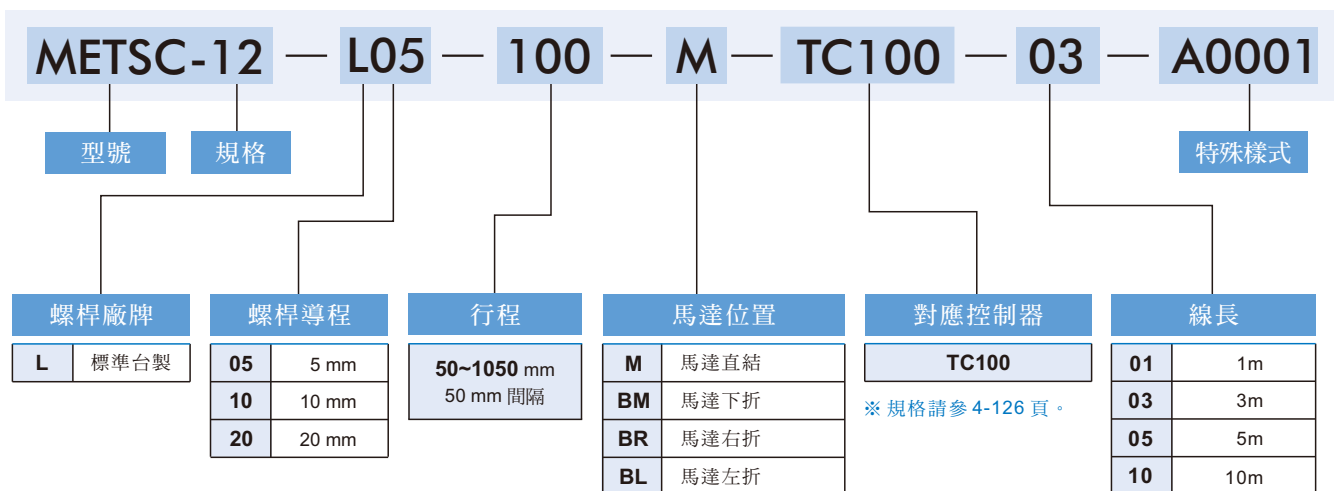 METSC-12 — L05 — 100 — M — TC100 — 03 — A0001
型號 規格 特殊樣式
螺桿廠牌
L 標準台製
螺桿導程
05 5 mm
10 10 mm
20 20 mm
行程
50~1050 mm
50 mm 間隔
馬達位置
M 馬達直結
BM 馬達下折
BR 馬達右折
BL 馬達左折
對應控制器
TC100
※ 規格請參 4-126 頁。
線長
01 1m
03 3m
05 5m
10 10m